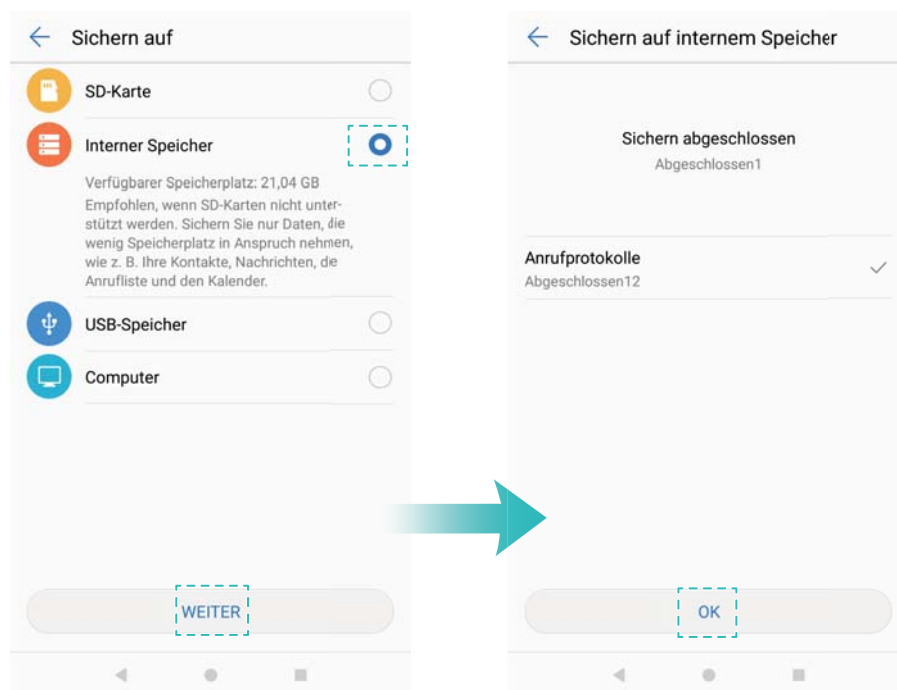 Sichern auf
SD-Karte
Interner Speicher
Verfügbarer Speicherplatz: 21,04 GB
Empfohlen, wenn SD-Karten nicht unter-
stützt werden. Sichern Sie nur Daten, die
wenig Speicherplatz in Anspruch nehmen,
wie z. B. Ihre Kontakte, Nachrichten, die
Anrufliste und den Kalender.
USB-Speicher
Computer
WEITER
Sichern auf internem Speicher
Sichern abgeschlossen
Abgeschlossen1
Anrufprotokolle
Abgeschlossen12
OK